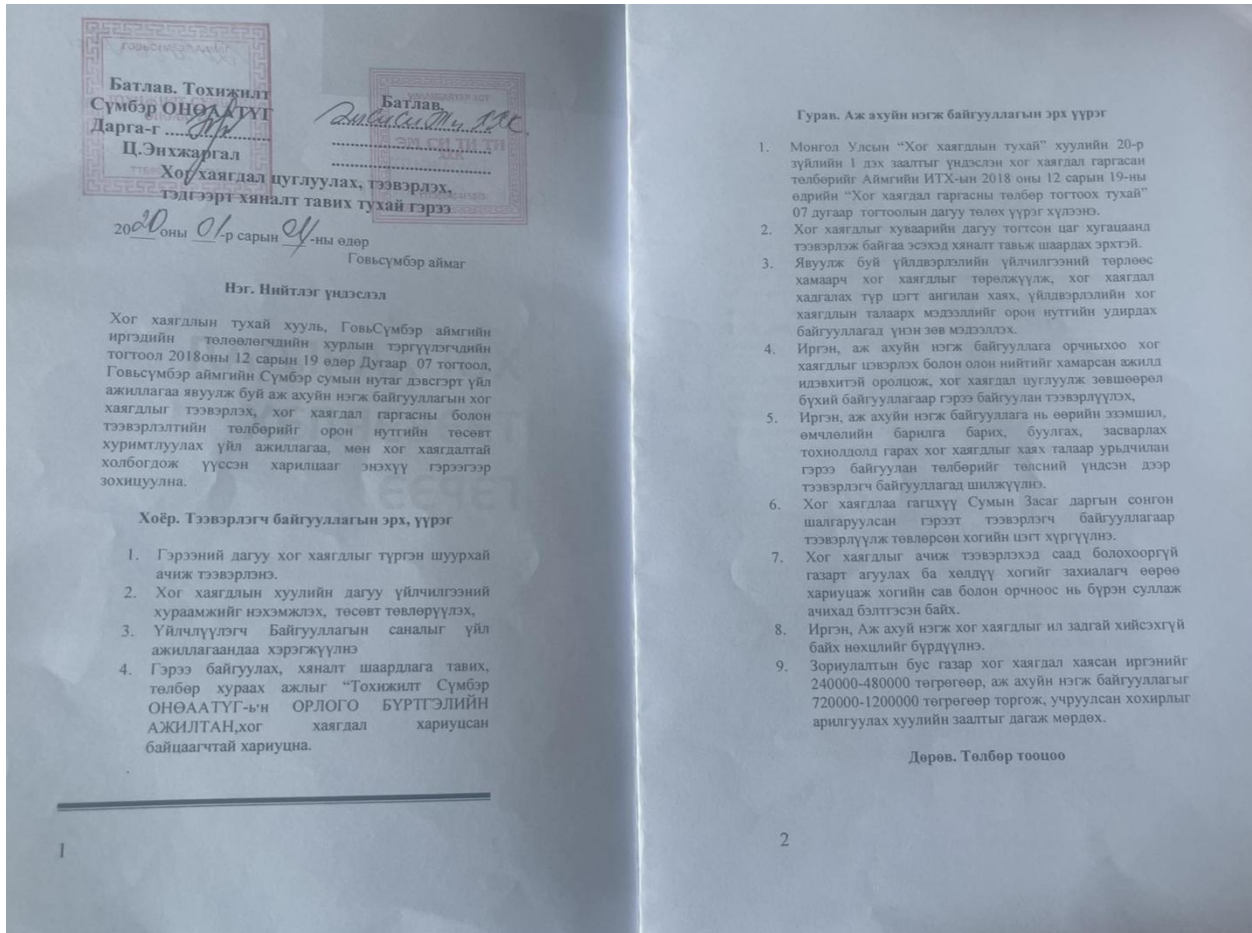 Батлав. Тохижилт
Сүмбэр ОНӨААТҮГ
Дарга-г ........................
Ц.Энхжаргал
Батлав.
Эмсиситити ХХК
ЭМ СИ ТИ ТИ
ХХК
Хог хаягдал цуглуулах, тээвэрлэх,
тэдгээрт хяналт тавих тухай гэрээ
2020 оны 01-р сарын 04-ны өдөр
Говьсүмбэр аймаг
Нэг. Нийтлэг үндэслэл
Хог хаягдлын тухай хууль, ГовьСүмбэр аймгийн
иргэдийн төлөөлөгчдийн хурлын тэргүүлэгчдийн
тогтоол 2018оны 12 сарын 19 өдөр Дугаар 07 тогтоол,
Говьсүмбэр аймгийн Сүмбэр сумын нутаг дэвсгэрт үйл
ажиллагаа явуулж буй аж ахуйн нэгж байгууллагын хог
хаягдлыг тээвэрлэх, хог хаягдал гаргасны болон
тээвэрлэлтийн төлбөрийг орон нутгийн төсөвт
хуримтлуулах үйл ажиллагаа, мөн хог хаягдалтай
холбогдож үүссэн харилцааг энэхүү гэрээгээр
зохицуулна.
Хоёр. Тээвэрлэгч байгууллагын эрх, үүрэг
1. Гэрээний дагуу хог хаягдлыг түргэн шуурхай
ачиж тээвэрлэнэ.
2. Хог хаягдлын хуулийн дагуу үйлчилгээний
хураамжийг нэхэмжлэх, төсөвт төвлөрүүлэх,
3. Үйлчлүүлэгч Байгууллагын саналыг үйл
ажиллагаандаа хэрэгжүүлнэ
4. Гэрээ байгуулах, хяналт шаардлага тавих,
төлбөр хураах ажлыг “Тохижилт Сүмбэр
ОНӨААТҮГ-ь'н ОРЛОГО БҮРТГЭЛИЙН
АЖИЛТАН,хог хаягдал хариуцсан
байцаагчтай хариуцна.
1
Гурав. Аж ахуйн нэгж байгууллагын эрх үүрэг
1. Монгол Улсын “Хог хаягдлын тухай” хуулийн 20-р
зүйлийн 1 дэх заалтыг үндэслэн хог хаягдал гаргасан
төлбөрийг Аймгийн ИТХ-ын 2018 оны 12 сарын 19-ны
өдрийн “Хог хаягдал гаргасны төлбөр тогтоох тухай”
07 дугаар тогтоолын дагуу төлөх үүрэг хүлээнэ.
2. Хог хаягдлыг хуваарийн дагуу тогтсон цаг хугацаанд
тээвэрлэж байгаа эсэхэд хяналт тавьж шаардах эрхтэй.
3. Явуулж буй үйлдвэрлэлийн үйлчилгээний төрлөөс
хамаарч хог хаягдлыг төрөлжүүлж, хог хаягдал
хадгалах түр цэгт ангилан хаях, үйлдвэрлэлийн хог
хаягдлын талаарх мэдээллийг орон нутгийн удирдах
байгууллагад үнэн зөв мэдээллэх.
4. Иргэн, аж ахуйн нэгж байгууллага орчныхоо хог
хаягдлыг цэвэрлэх болон олон нийтийг хамарсан ажилд
идэвхитэй оролцож, хог хаягдал цуглуулах зөвшөөрөл
бүхий байгууллагаар гэрээ байгуулан тээвэрлүүлэх,
5. Иргэн, аж ахуйн нэгж байгууллага нь өөрийн эзэмшил,
өмчлөлийн барилга барих, буулгах, засварлах
тохиолдолд гарах хог хаягдлыг хаях талаар урьдчилан
гэрээ байгуулан төлбөрийг төлсний үндсэн дээр
тээвэрлэгч байгууллагад шилжүүлнэ.
6. Хог хаягдлаа гагцхүү Сумын Засаг даргын сонгон
шалгаруулсан гэрээт тээвэрлэгч байгууллагаар
тээвэрлүүлж төвлөрсөн хогийн цэгт хүргүүлнэ.
7. Хог хаягдлыг ачиж тээвэрлэхэд саад болохооргүй
газарт агуулах ба хөлдүү хогийг захиалагч өөрөө
хариуцаж хогийн сав болон орчноос нь бүрэн суллаж
ачихад бэлтгэсэн байх.
8. Иргэн, Аж ахуй нэгж хог хаягдлыг ил задгай хийсэхгүй
байх нөхцлийг бүрдүүлнэ.
9. Зориулалтын бус газар хог хаягдал хаясан иргэнийг
240000-480000 төгрөгөөр, аж ахуйн нэгж байгууллагыг
720000-1200000 төгрөгөөр торгож, учруулсан хохирлыг
арилгуулах хуулийн заалтыг дагаж мөрдөх.
Дөрөв. Төлбөр тооцоо
2